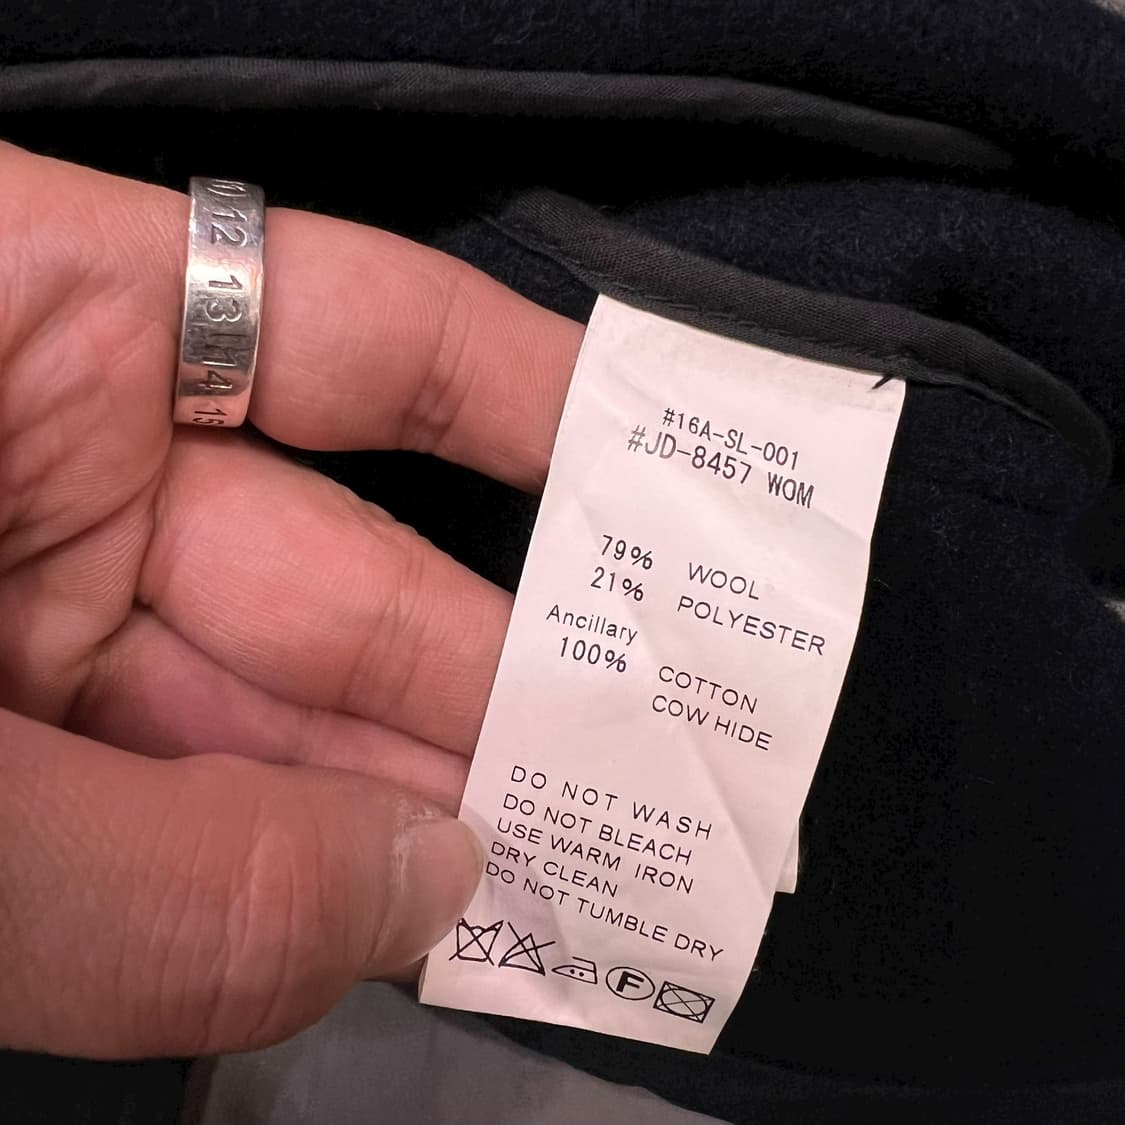 12 13 14 15
#16A-SL-001
#JD-8457 WOM
79% WOOL
21% POLYESTER
Ancillary
100% COTTON
COW HIDE
DO NOT WASH
DO NOT BLEACH
USE WARM IRON
DRY CLEAN
DO NOT TUMBLE DRY
F